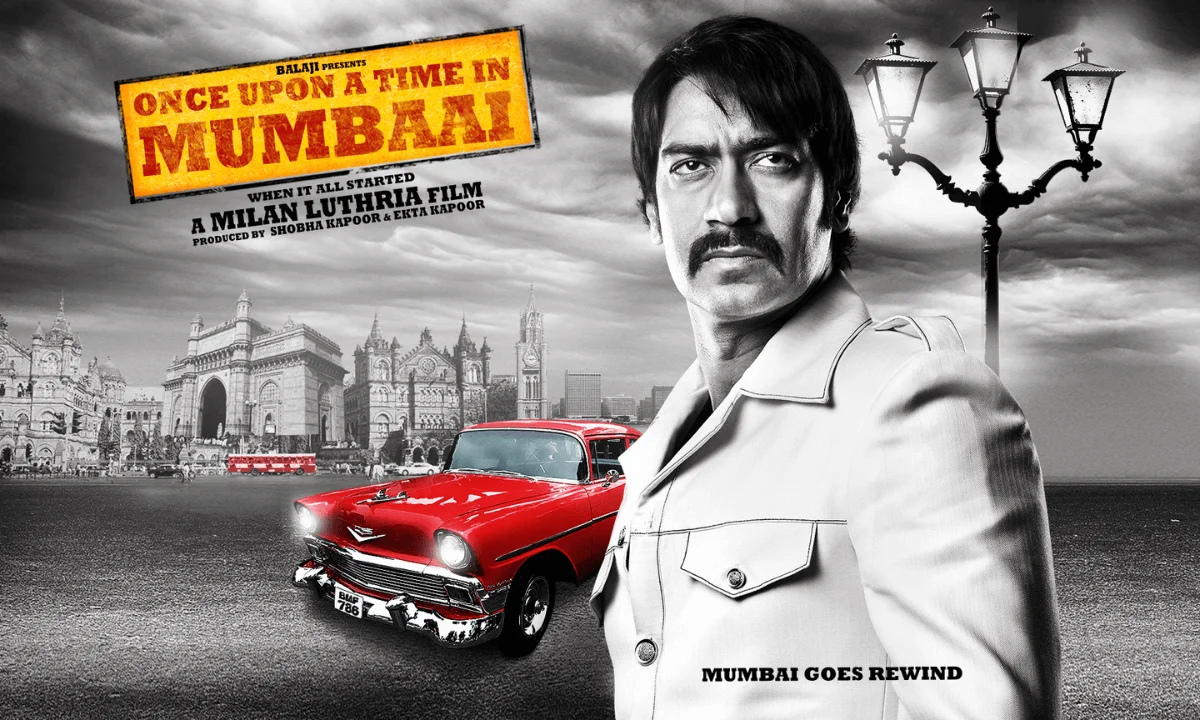 BALAJI PRESENTS
ONCE UPON A TIME IN
MUMBAAI
WHEN IT ALL STARTED
A MILAN LUTHRIA FILM
PRODUCED BY SHOBHA KAPOOR & EKTA KAPOOR
BMF
786
MUMBAI GOES REWIND